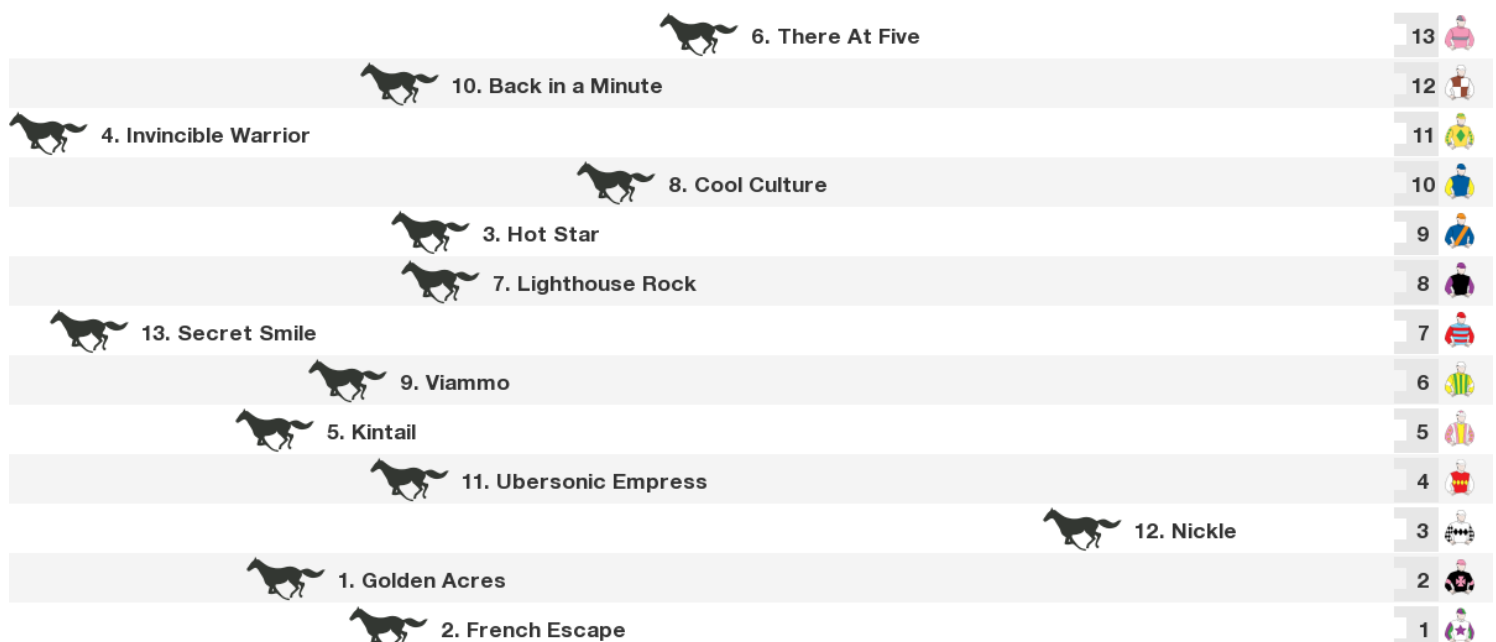 6. There At Five 13
10. Back in a Minute 12
4. Invincible Warrior 11
8. Cool Culture 10
3. Hot Star 9
7. Lighthouse Rock 8
13. Secret Smile 7
9. Viammo 6
5. Kintail 5
11. Ubersonic Empress 4
12. Nickle 3
1. Golden Acres 2
2. French Escape 1